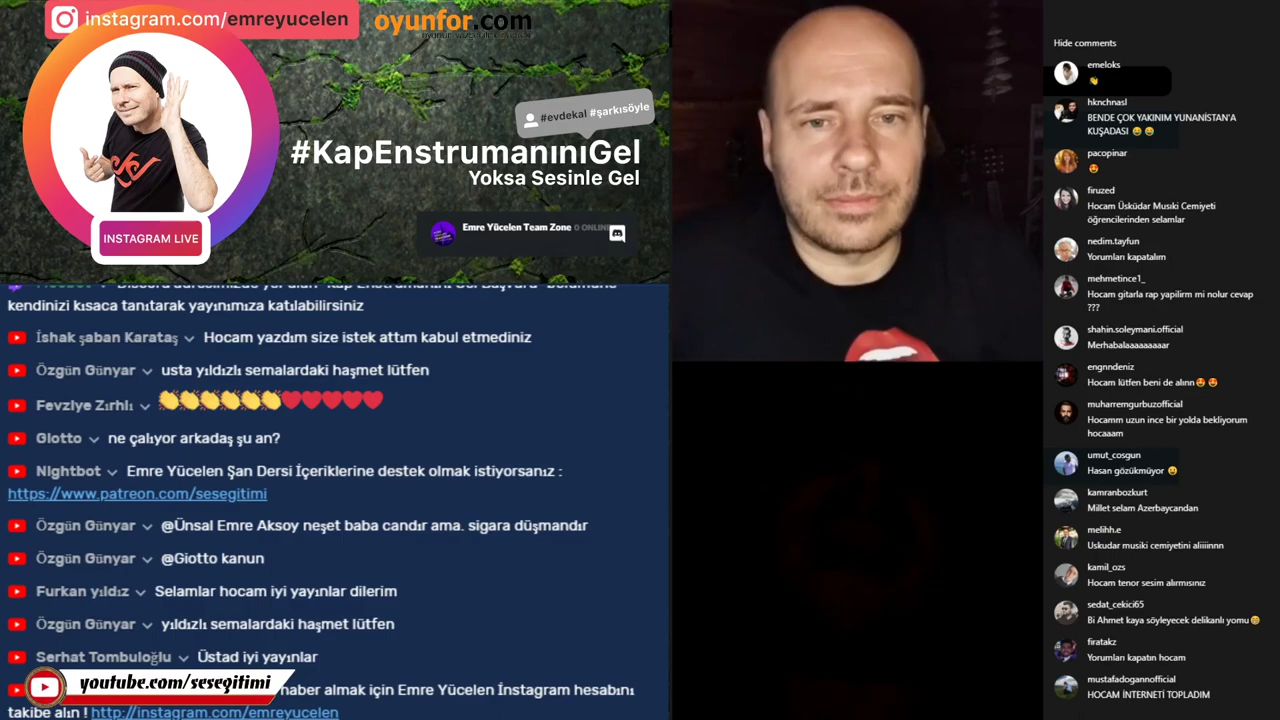 instagram.com/emreyucelen
oyunfor.com
#evdekal #şarkısöyle
#KapEnstrumanınıGel
Yoksa Sesinle Gel
INSTAGRAM LIVE
Emre Yücelen Team Zone 0 ONLINE
kendinizi kısaca tanıtarak yayınımıza katılabilirsiniz
İshak şaban Karataş Hocam yazdım size istek attım kabul etmediniz
Özgün Günyar usta yıldızlı semalardaki haşmet lütfen
Fevziye Zırhlı 👏👏👏👏👏👏❤❤❤❤❤
Giotto ne çalıyor arkadaş şu an?
Nightbot Emre Yücelen Şan Dersi İçeriklerine destek olmak istiyorsanız :
https://www.patreon.com/sesegitimi
Özgün Günyar @Ünsal Emre Aksoy neşet baba candır ama. sigara düşmandır
Özgün Günyar @Giotto kanun
Furkan yıldız Selamlar hocam iyi yayınlar dilerim
Özgün Günyar yıldızlı semalardaki haşmet lütfen
Serhat Tombuloğlu Üstad iyi yayınlar
youtube.com/sesegitimi
haber almak için Emre Yücelen İnstagram hesabını
takibe alın ! http://instagram.com/emreyucelen
Hide comments
emeloks
👏
hknchnasl
BENDE ÇOK YAKINIM YUNANİSTAN'A
KUŞADASI 😄 😄
pacopinar
😍
firuzed
Hocam Üsküdar Musıki Cemiyeti
öğrencilerinden selamlar
nedim.tayfun
Yorumları kapatalım
mehmetince1_
Hocam gitarla rap yapilirm mi nolur cevap
???
shahin.soleymani.official
Merhabalaaaaaaaar
engnndeniz
Hocam lütfen beni de alınn😍 😍
muharremgurbuzofficial
Hocamm uzun ince bir yolda bekliyorum
hocaaam
umut_cosgun
Hasan gözükmüyor 😄
kamranbozkurt
Millet selam Azerbaycandan
melihh.e
Uskudar musiki cemiyetini aliiiinnn
kamil_ozs
Hocam tenor sesim alırmısınız
sedat_cekici65
Bi Ahmet kaya söyleyecek delikanlı yomu😊
firatakz
Yorumları kapatın hocam
mustafadogannofficial
HOCAM İNTERNETİ TOPLADIM